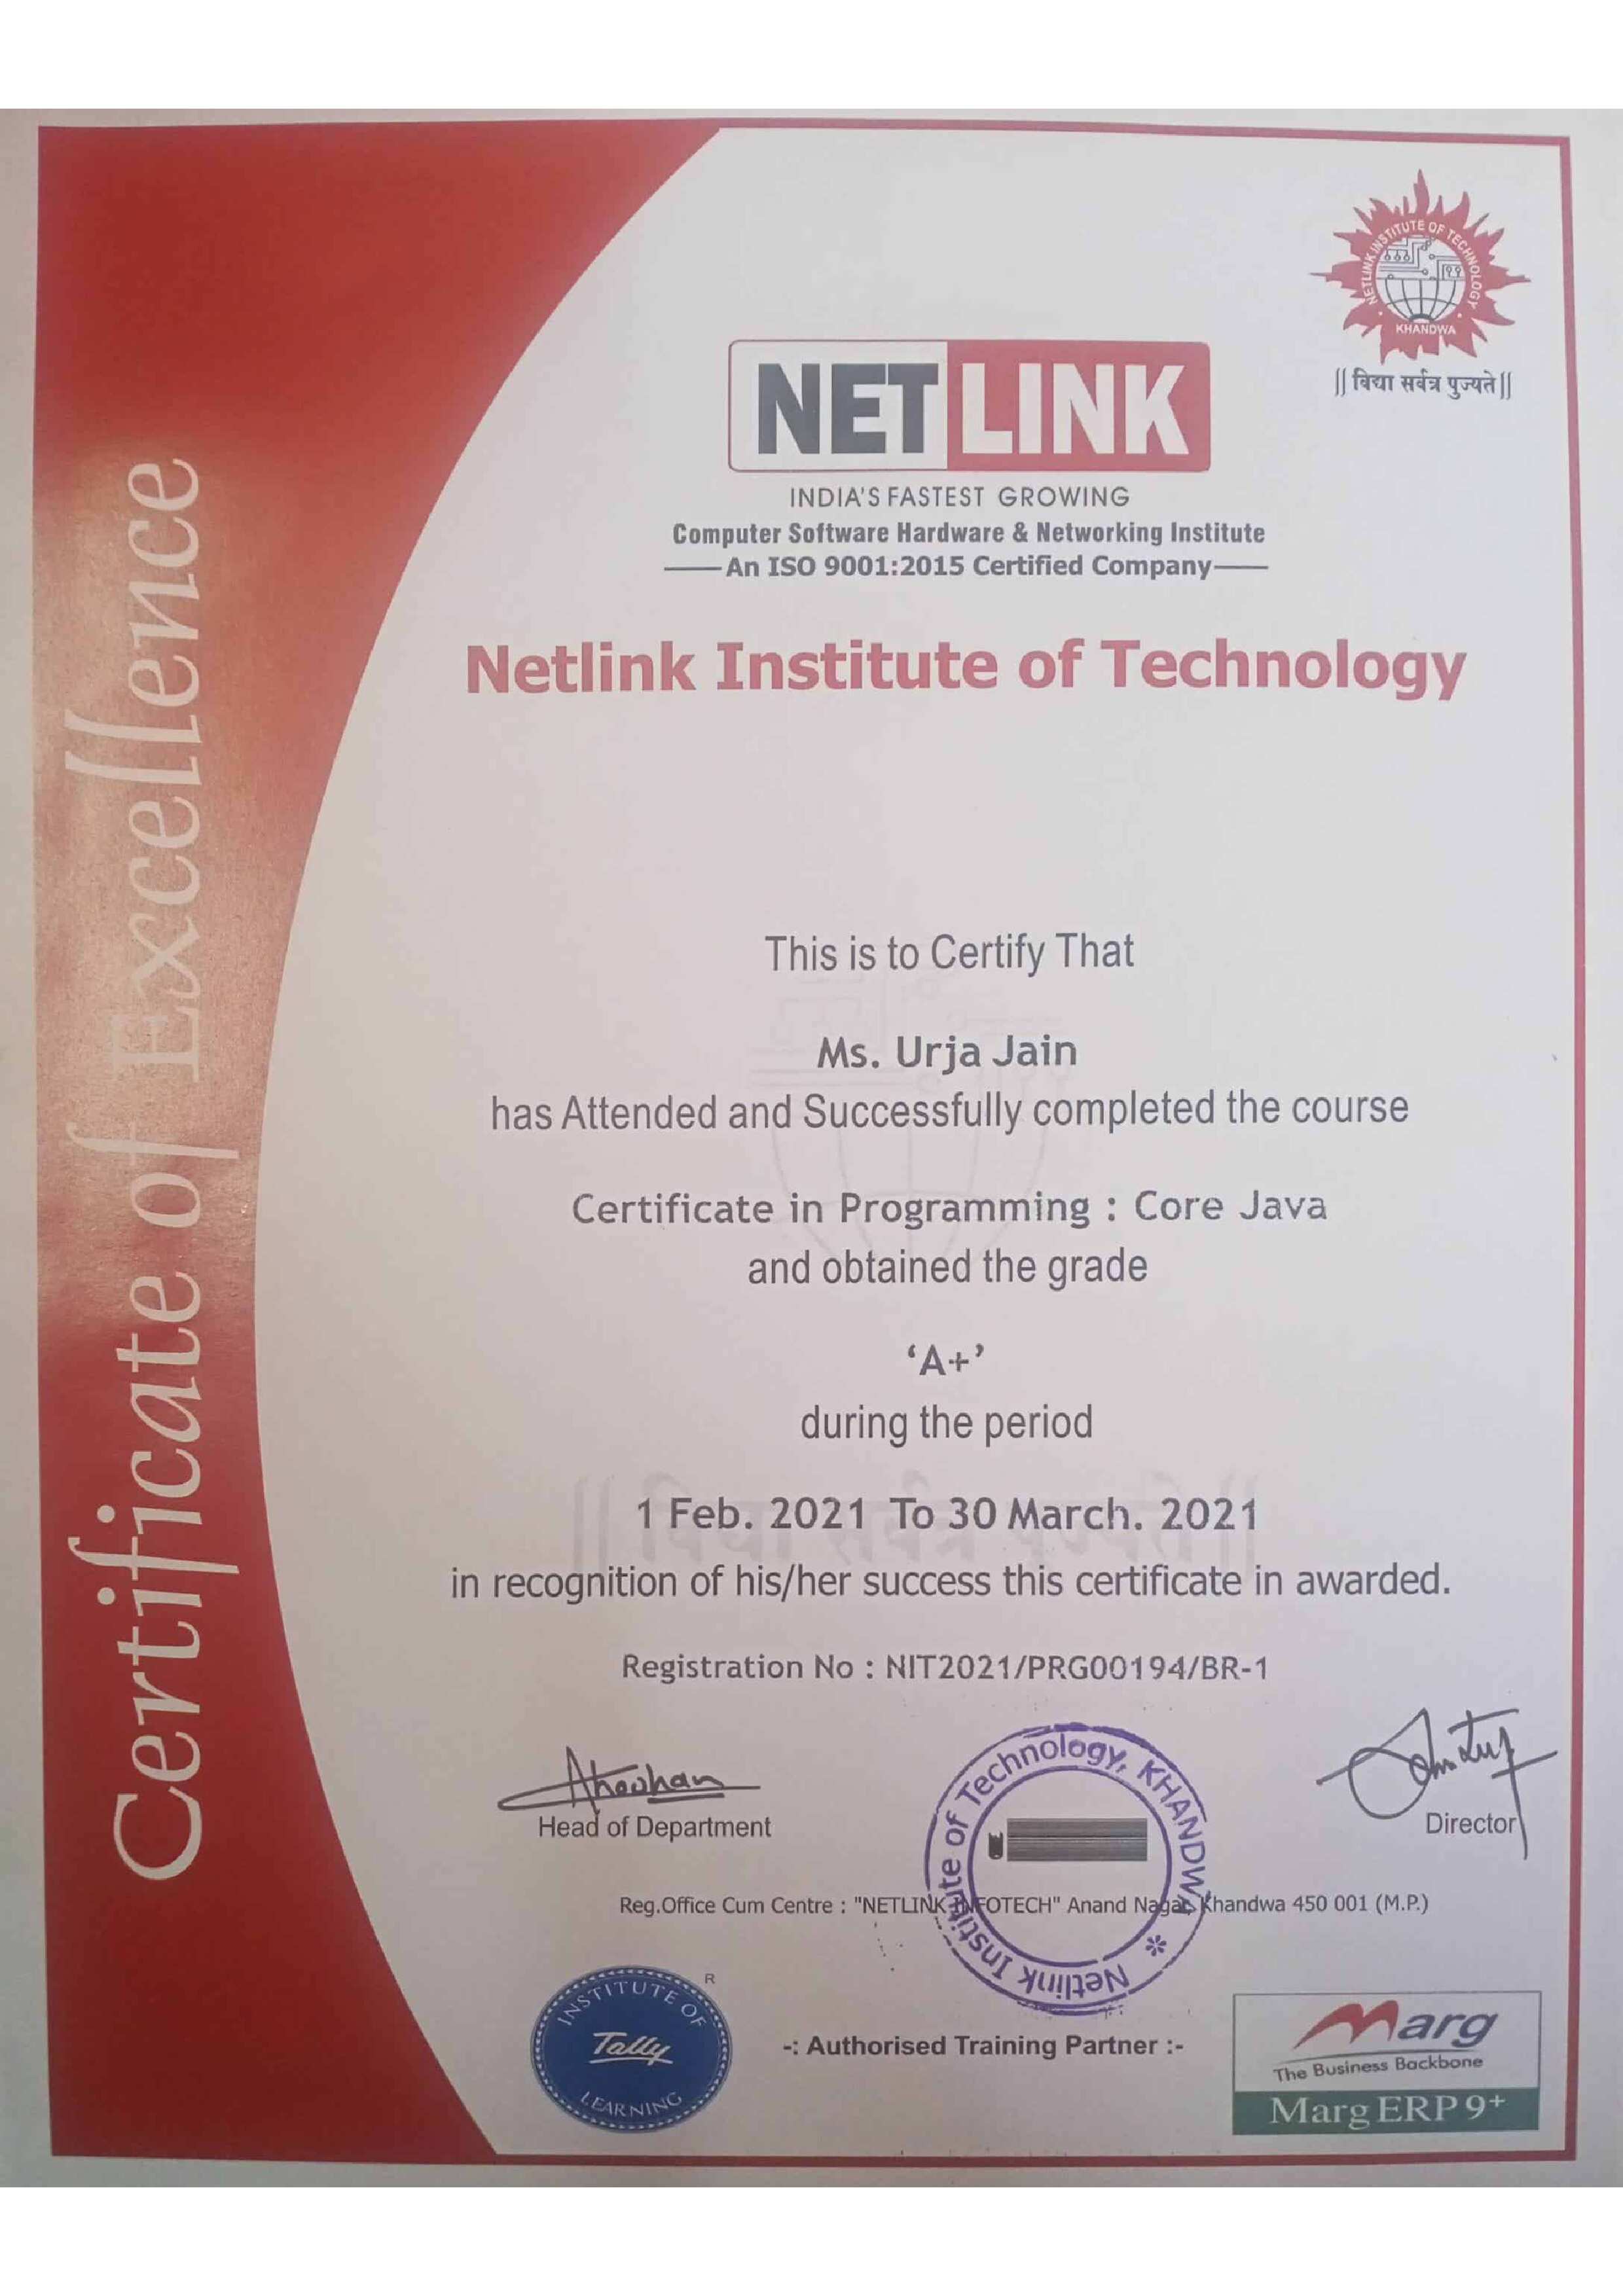 Certificate of Excellence
NETLINK INSTITUTE OF TECHNOLOGY
KHANDWA
|| विद्या सर्वत्र पुज्यते ||
NETLINK
INDIA'S FASTEST GROWING
Computer Software Hardware & Networking Institute
An ISO 9001:2015 Certified Company
Netlink Institute of Technology
This is to Certify That
Ms. Urja Jain
has Attended and Successfully completed the course
Certificate in Programming : Core Java
and obtained the grade
‘A+’
during the period
|| विद्या सर्वत्र पुज्यते ||
1 Feb. 2021 To 30 March. 2021
in recognition of his/her success this certificate in awarded.
Registration No : NIT2021/PRG00194/BR-1
Head of Department
Netlink Institute of Technology, KHANDWA *
Director
Reg.Office Cum Centre : "NETLINK INFOTECH" Anand Nagar, Khandwa 450 001 (M.P.)
INSTITUTE OF
Tally
LEARNING
R
-: Authorised Training Partner :-
Marg
The Business Backbone
Marg ERP 9+